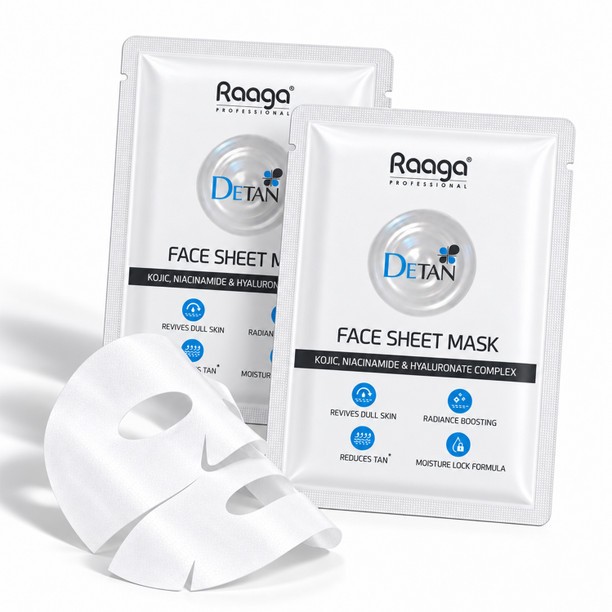 Raaga®
PROFESSIONAL
DETAN
FACE SHEET M
KOJIC, NIACINAMIDE & HYALURON
REVIVES DULL SKIN
RADIAN
TAN*
MOISTUR
Raaga®
PROFESSIONAL
DETAN
FACE SHEET MASK
KOJIC, NIACINAMIDE & HYALURONATE COMPLEX
REVIVES DULL SKIN
RADIANCE BOOSTING
REDUCES TAN*
MOISTURE LOCK FORMULA